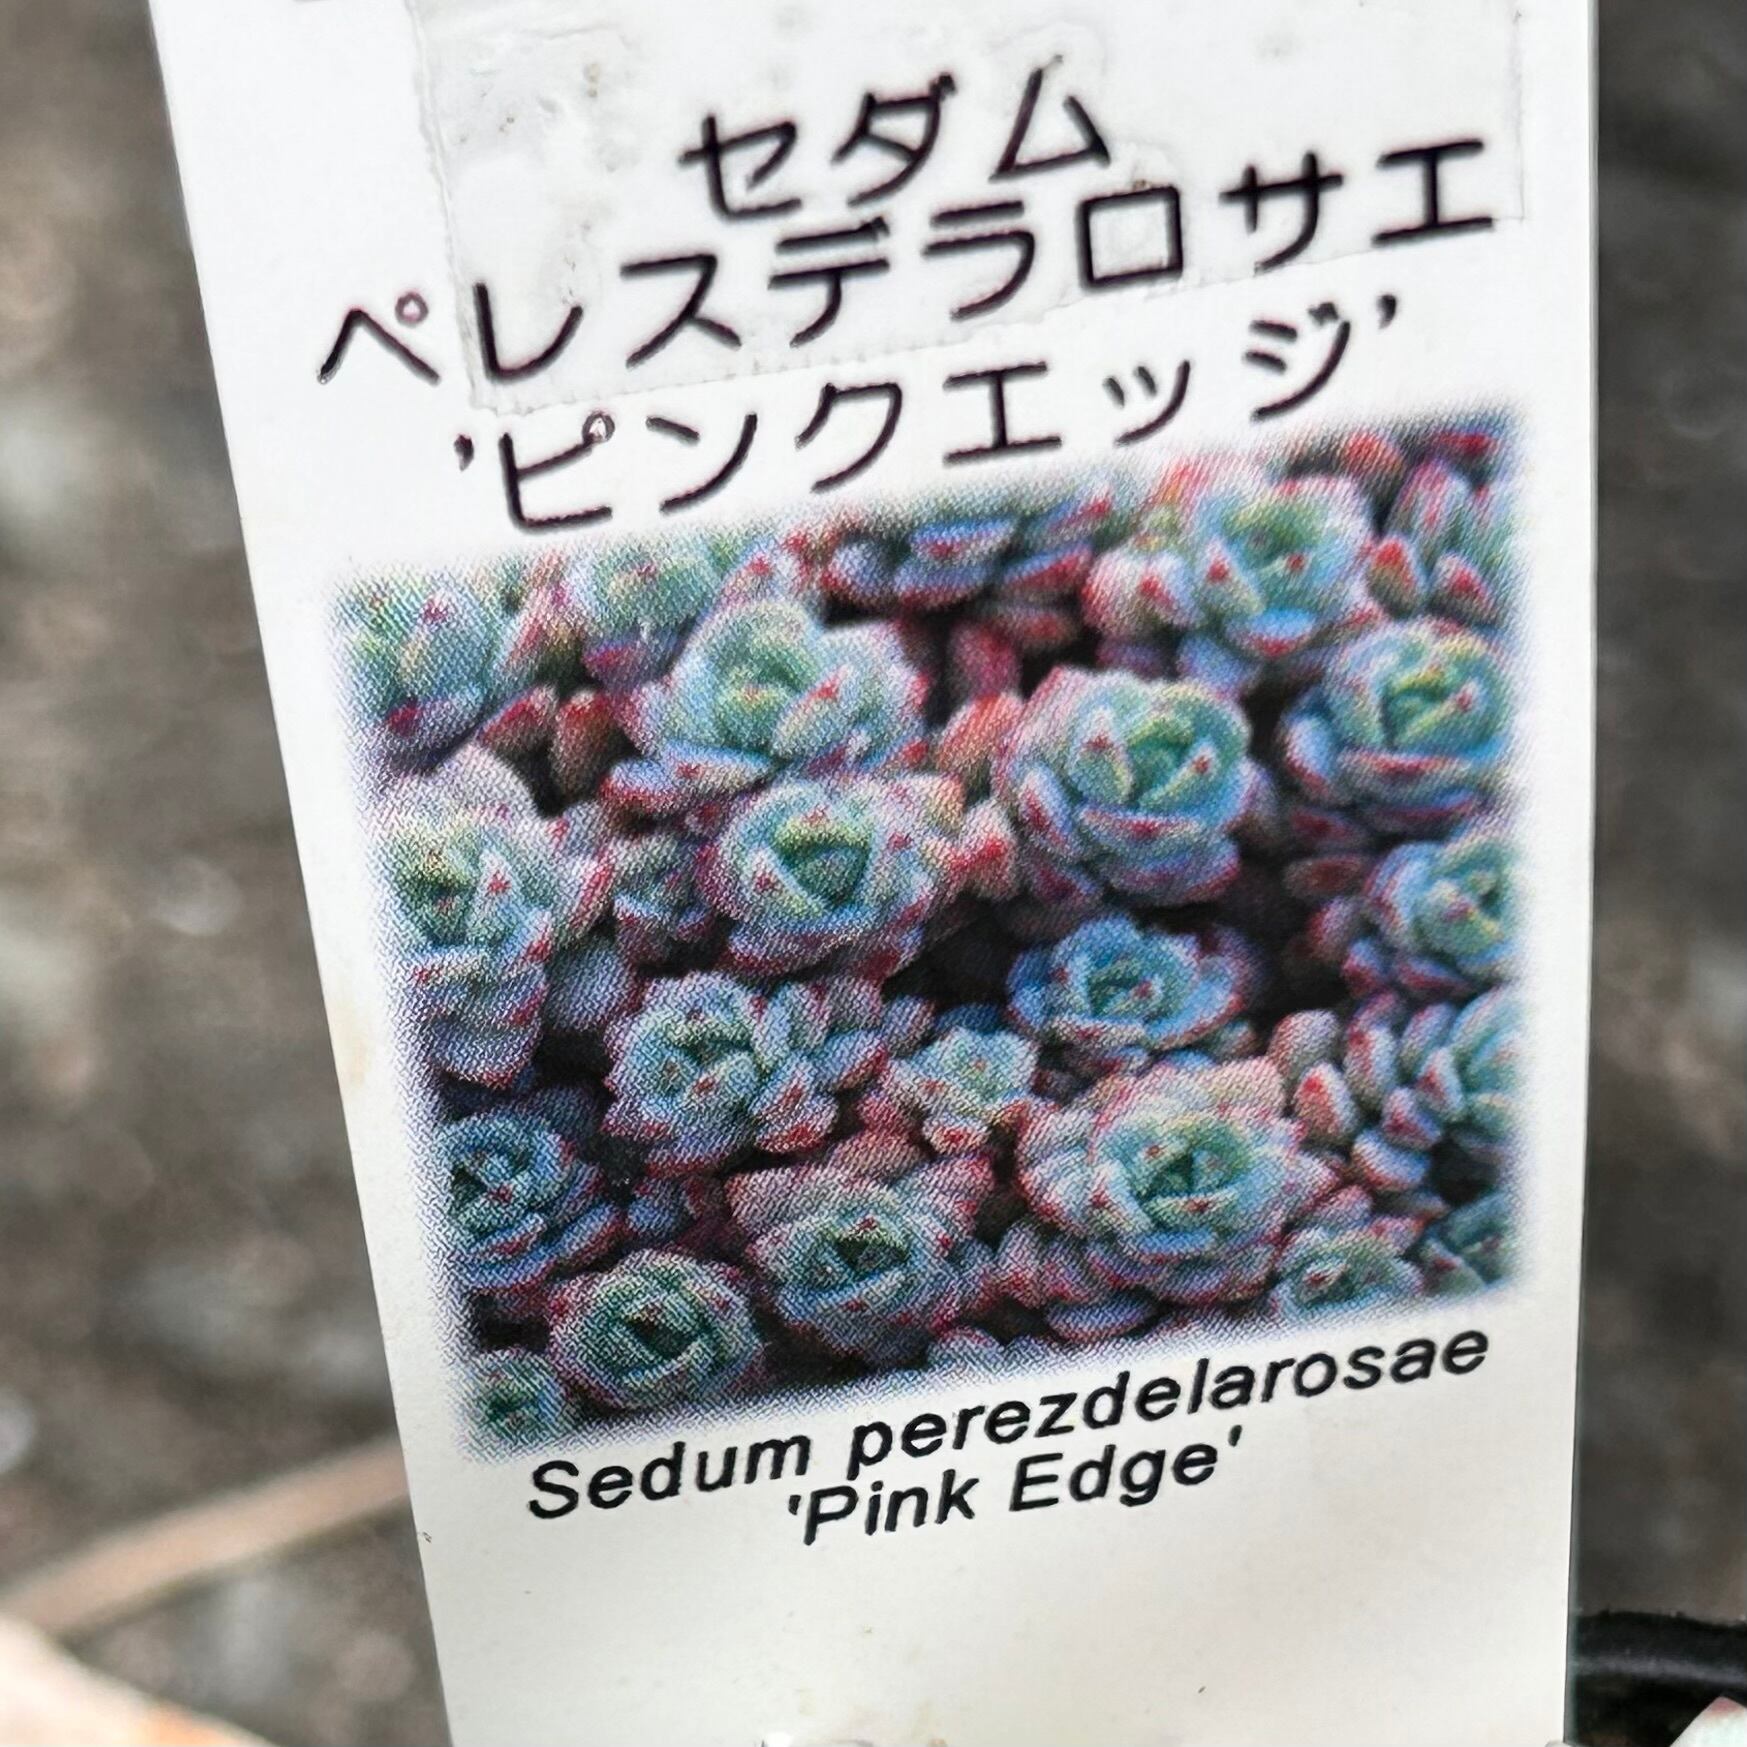 セダム
ペレスデラロサエ
'ピンクエッジ'
Sedum perezdelarosae
'Pink Edge'